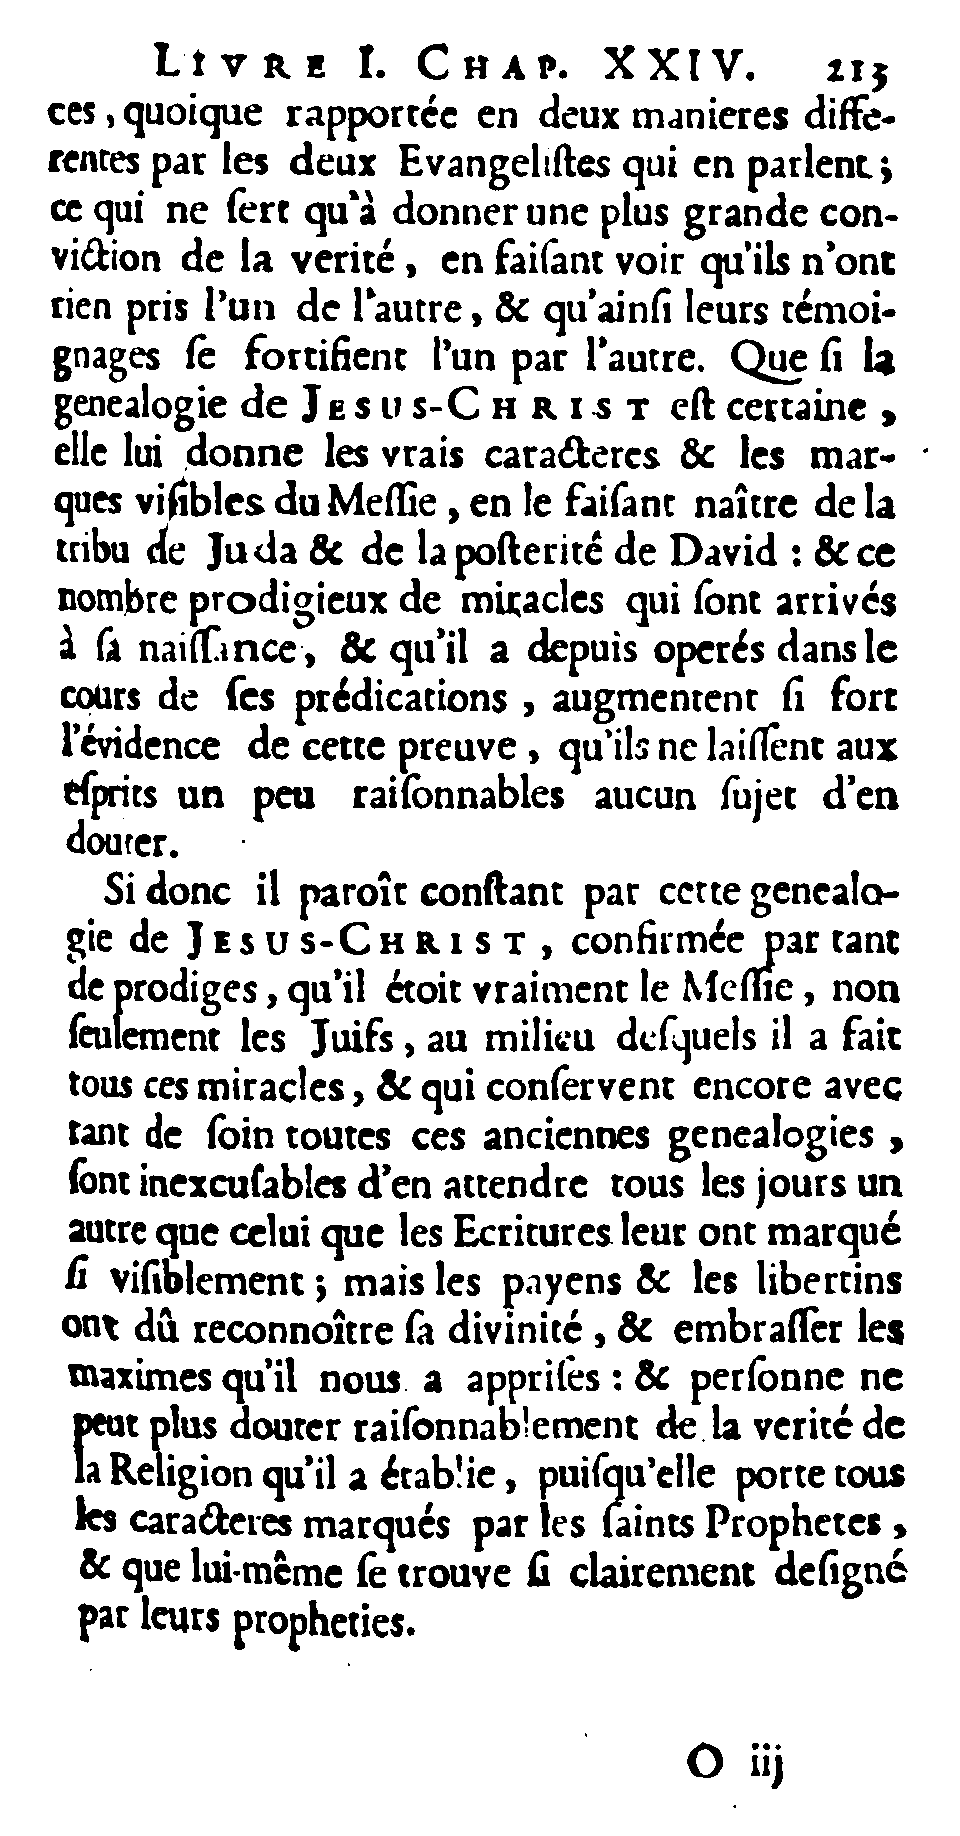 LIVRE I. CHAP. XXIV. 213
ces, quoique rapportée en deux manieres diffe-
rentes par les deux Evangeliſtes qui en parlent;
ce qui ne ſert qu'à donner une plus grande con-
viction de la verité, en faiſant voir qu'ils n'ont
rien pris l'un de l'autre, & qu'ainſi leurs témoi-
gnages ſe fortifient l'un par l'autre. Que ſi la
genealogie de JESUS-CHRIST eſt certaine,
elle lui donne les vrais caracteres & les mar-
ques viſibles du Meſſie, en le faiſant naître de la
tribu de Juda & de la poſterité de David : & ce
nombre prodigieux de miracles qui ſont arrivés
à ſa naiſſance, & qu'il a depuis operés dans le
cours de ſes prédications, augmentent ſi fort
l'évidence de cette preuve, qu'ils ne laiſſent aux
eſprits un peu raiſonnables aucun ſujet d'en
douter.
Si donc il paroît conſtant par cette genealo-
gie de JESUS-CHRIST, confirmée par tant
de prodiges, qu'il étoit vraiment le Meſſie, non
ſeulement les Juifs, au milieu deſquels il a fait
tous ces miracles, & qui conſervent encore avec
tant de ſoin toutes ces anciennes genealogies,
ſont inexcuſables d'en attendre tous les jours un
autre que celui que les Ecritures leur ont marqué
ſi viſiblement; mais les payens & les libertins
ont dû reconnoître ſa divinité, & embraſſer les
maximes qu'il nous a appriſes : & perſonne ne
peut plus douter raiſonnablement de la verité de
la Religion qu'il a établie, puiſqu'elle porte tous
les caracteres marqués par les ſaints Prophetes,
& que lui-même ſe trouve ſi clairement deſigné
par leurs propheties.
O iij